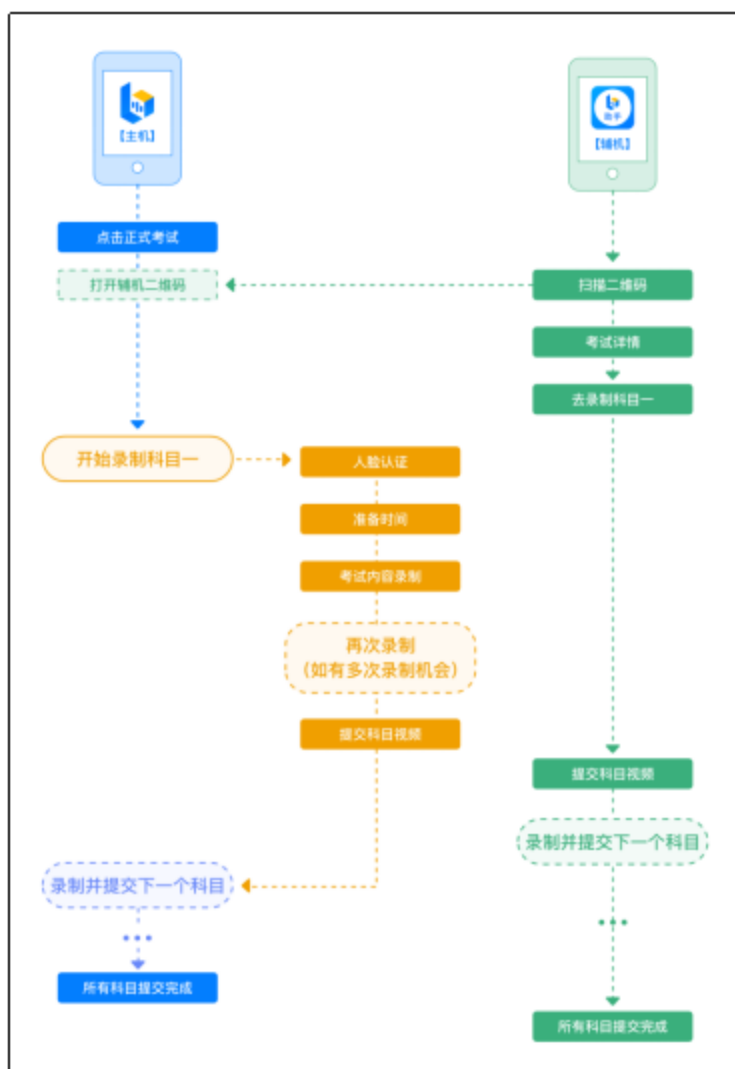 【主机】
助手
【辅机】
点击正式考试
打开辅机二维码
扫描二维码
考试详情
去录制科目一
开始录制科目一
人脸认证
准备时间
考试内容录制
再次录制
（如有多次录制机会）
提交科目视频
提交科目视频
录制并提交下一个科目
录制并提交下一个科目
所有科目提交完成
所有科目提交完成